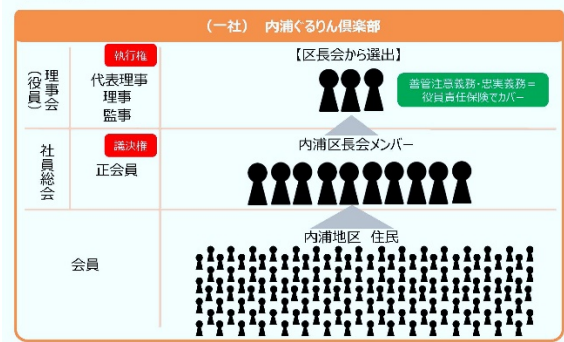 （一社） 内浦ぐるりん倶楽部
理事会
（役員）
執行権
代表理事
理事
監事
【区長会から選出】
善管注意義務・忠実義務＝
役員責任保険でカバー
社員総会
議決権
正会員
内浦区長会メンバー
会員
内浦地区 住民